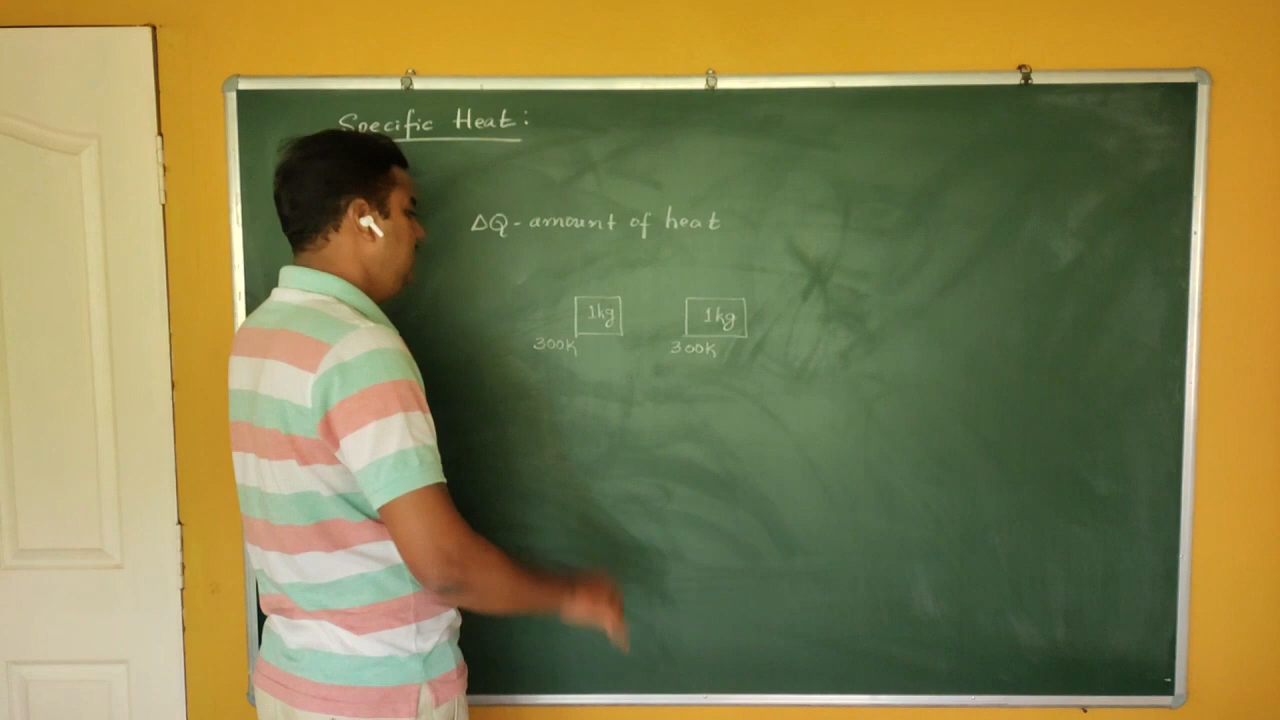 Specific Heat:
ΔQ - amount of heat
1kg 1kg
300K 300K